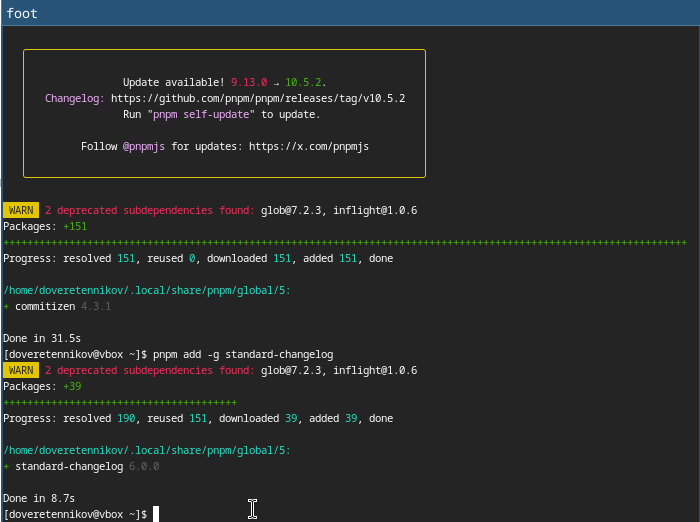 foot
Update available! 9.13.0 → 10.5.2.
Changelog: https://github.com/pnpm/pnpm/releases/tag/v10.5.2
Run "pnpm self-update" to update.
Follow @pnpmjs for updates: https://x.com/pnpmjs
WARN 2 deprecated subdependencies found: glob@7.2.3, inflight@1.0.6
Packages: +151
++++++++++++++++++++++++++++++++++++++++++++++++++++++++++++++++++++++++++++++++++++++++++++++++++++++++++++++++++
Progress: resolved 151, reused 0, downloaded 151, added 151, done
/home/doveretennikov/.local/share/pnpm/global/5:
+ commitizen 4.3.1
Done in 31.5s
[doveretennikov@vbox ~]$ pnpm add -g standard-changelog
WARN 2 deprecated subdependencies found: glob@7.2.3, inflight@1.0.6
Packages: +39
+++++++++++++++++++++++++++++++++++++++
Progress: resolved 190, reused 151, downloaded 39, added 39, done
/home/doveretennikov/.local/share/pnpm/global/5:
+ standard-changelog 6.0.0
Done in 8.7s
[doveretennikov@vbox ~]$